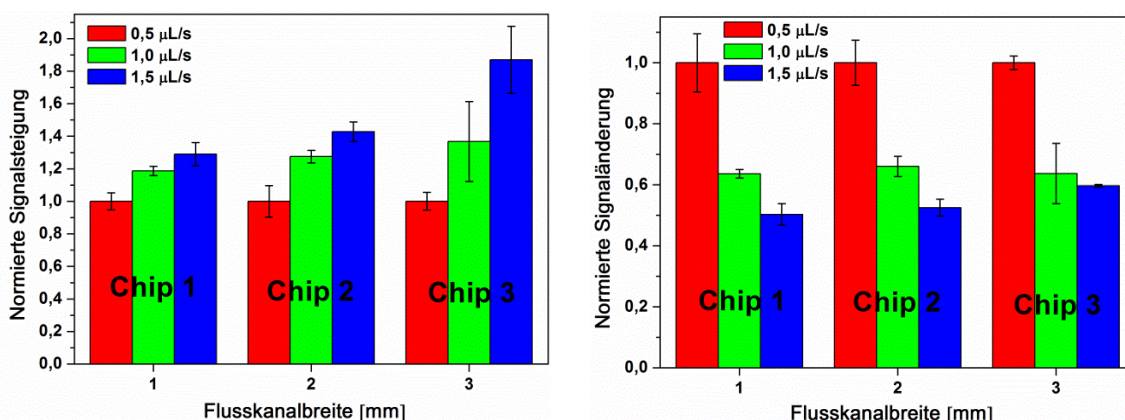 Normierte Signalsteigung
2,0
1,8
1,6
1,4
1,2
1,0
0,8
0,6
0,4
0,2
0,0
0,5 µL/s
1,0 µL/s
1,5 µL/s
Chip 1
Chip 2
Chip 3
1
2
3
Flusskanalbreite [mm]
Normierte Signaländerung
1,0
0,8
0,6
0,4
0,2
0,0
0,5 µL/s
1,0 µL/s
1,5 µL/s
Chip 1
Chip 2
Chip 3
1
2
3
Flusskanalbreite [mm]